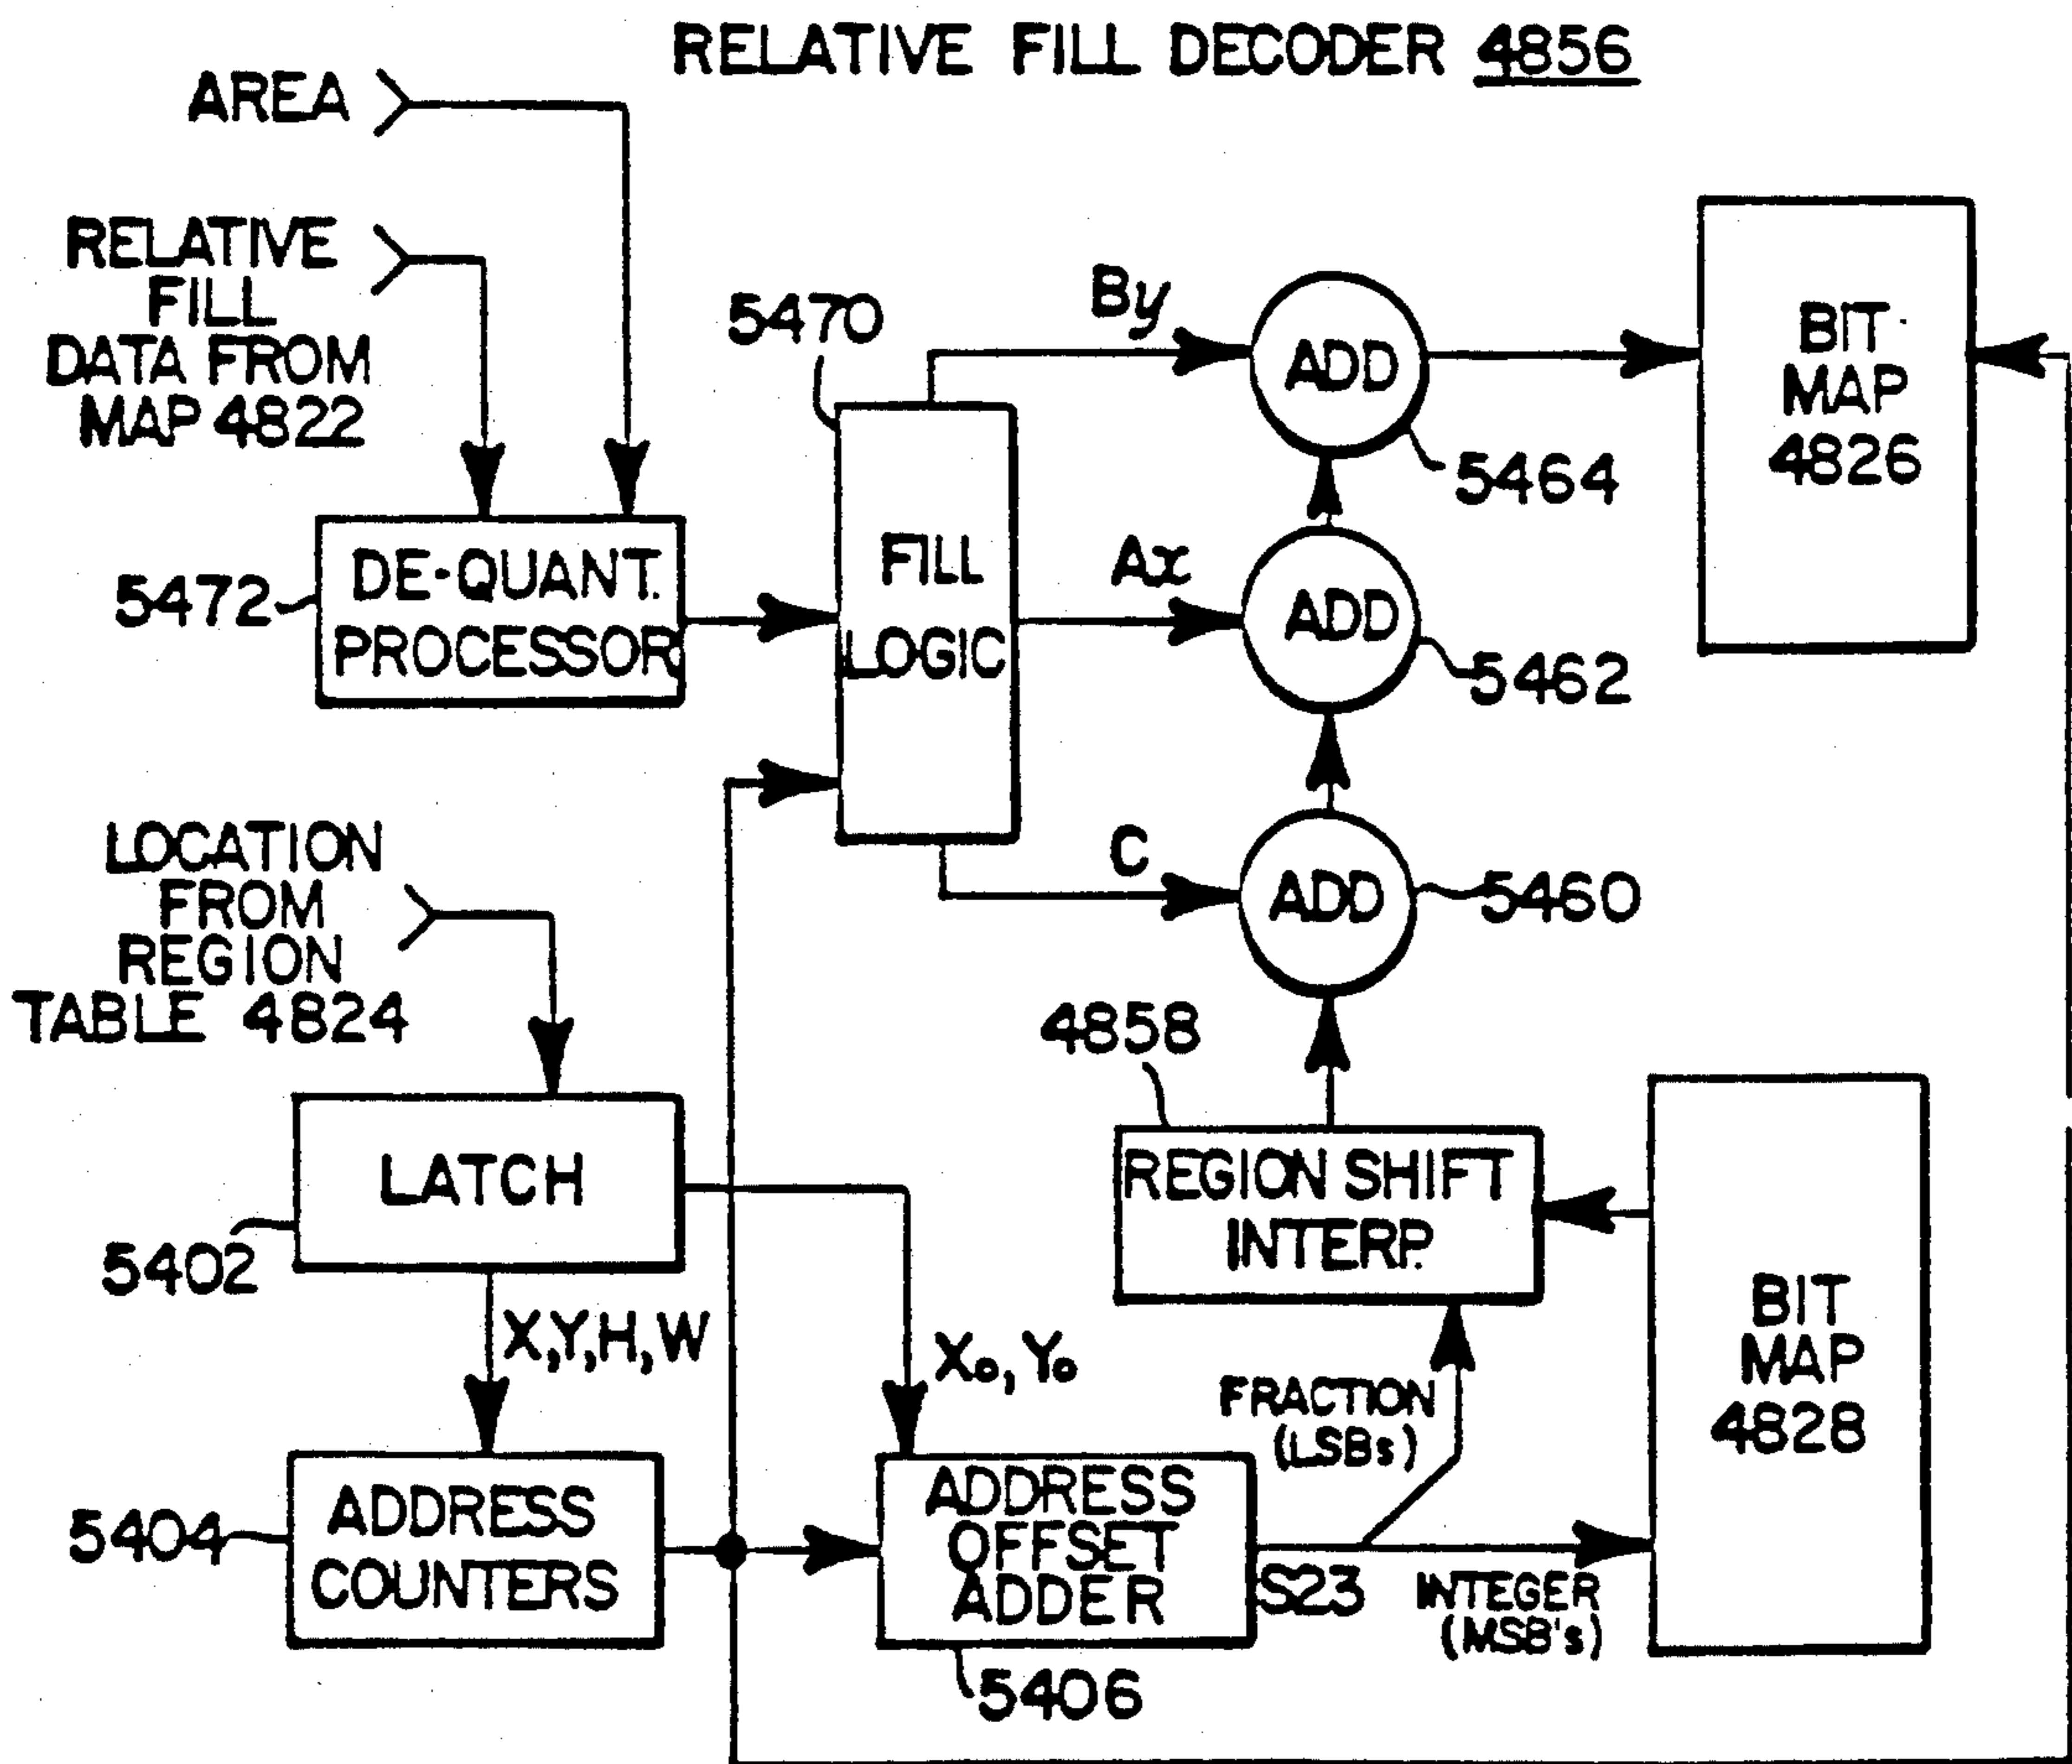 RELATIVE FILL DECODER 4856
AREA
RELATIVE
FILL
DATA FROM
MAP 4822
5470
By
ADD
BIT
MAP
4826
5464
DE-QUANT.
PROCESSOR
5472
FILL
LOGIC
Ax
ADD
5462
LOCATION
FROM
REGION
TABLE 4824
C
ADD
5460
4858
LATCH
5402
REGION SHIFT
INTERP.
X,Y,H,W
X₀, Y₀
FRACTION
(LSBs)
BIT
MAP
4828
5404
ADDRESS
COUNTERS
ADDRESS
OFFSET
ADDER
S23
INTEGER
(MSB's)
5406